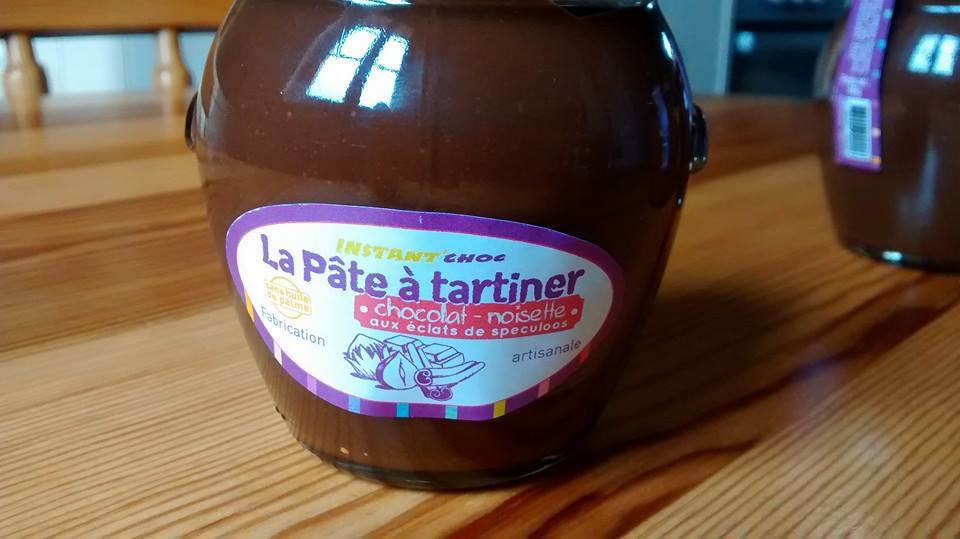 INSTANT CHOC
La Pâte à tartiner
sans huile
de palme
chocolat - noisette
aux éclats de speculoos
Fabrication
artisanale